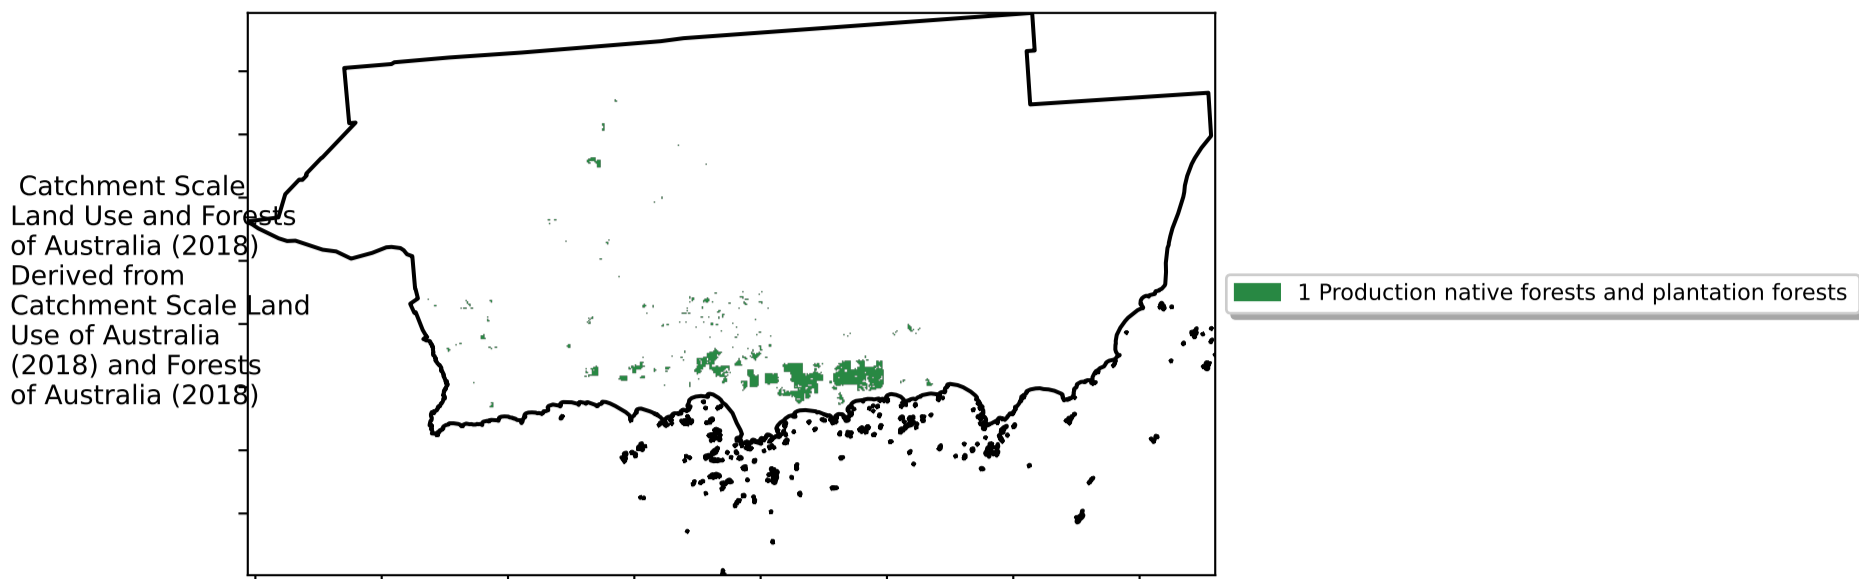 Catchment Scale
Land Use and Forests
of Australia (2018)
Derived from
Catchment Scale Land
Use of Australia
(2018) and Forests
of Australia (2018)
1 Production native forests and plantation forests